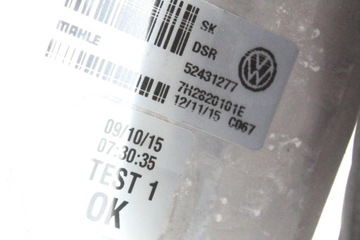 SK
MAHLE
DSR
52431277
7H2820101E
12/11/15 C067
09/10/15
07:30:35
TEST 1
OK